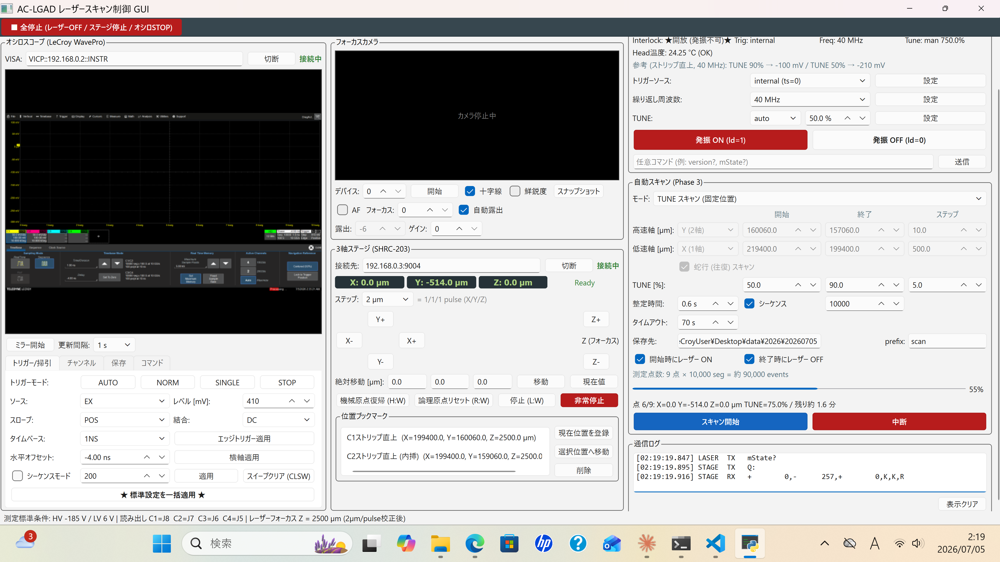 AC-LGAD レーザースキャン制御 GUI
■ 全停止 (レーザーOFF / ステージ停止 / オシロSTOP)
オシロスコープ (LeCroy WavePro)
VISA: VICP::192.168.0.2::INSTR 切断 接続中
File Vertical Timebase Trigger Display Cursors Measure Math Analysis Utilities Support
TELEDYNE LECROY
ミラー開始 更新間隔: 1 s
トリガー/掃引 チャンネル 保存 コマンド
トリガーモード: AUTO NORM SINGLE STOP
ソース: EX レベル [mV]: 410
スロープ: POS 結合: DC
タイムベース: 1NS エッジトリガー適用
水平オフセット: -4.00 ns 横軸適用
シーケンスモード 200 適用 スイープクリア (CLSW)
★ 標準設定を一括適用 ★
フォーカスカメラ
カメラ停止中
デバイス: 0 開始 十字線 鮮鋭度 スナップショット
AF フォーカス: 0 自動露出
露出: -6 ゲイン: 0
3軸ステージ (SHRC-203)
接続先: 192.168.0.3:9004 切断 接続中
X: 0.0 µm Y: -514.0 µm Z: 0.0 µm Ready
ステップ: 2 µm = 1/1/1 pulse (X/Y/Z)
Y+ Z+
X- X+ Z (フォーカス)
Y- Z-
絶対移動 [µm]: 0.0 0.0 0.0 移動 現在値
機械原点復帰 (H:W) 論理原点リセット (R:W) 停止 (L:W) 非常停止
位置ブックマーク
C1ストリップ直上 (X=199400.0, Y=160060.0, Z=2500.0 µm) 現在位置を登録
C2ストリップ直上 (内挿) (X=199400.0, Y=159060.0, Z=2500.0 選択位置へ移動
削除
Interlock: ★開放 (発振不可)★ Trig: internal Freq: 40 MHz Tune: man 750.0%
Head温度: 24.25 ℃ (OK)
参考 (ストリップ直上, 40 MHz): TUNE 90% → -100 mV / TUNE 50% → -210 mV
トリガーソース: internal (ts=0) 設定
繰り返し周波数: 40 MHz 設定
TUNE: auto 50.0 % 設定
発振 ON (ld=1) 発振 OFF (ld=0)
任意コマンド (例: version?, mState?) 送信
自動スキャン (Phase 3)
モード: TUNE スキャン (固定位置)
開始 終了 ステップ
高速軸 [µm]: Y (2軸) 160060.0 157060.0 10.0
低速軸 [µm]: X (1軸) 219400.0 199400.0 500.0
蛇行 (往復) スキャン
TUNE [%]: 50.0 90.0 5.0
整定時間: 0.6 s シーケンス 10000
タイムアウト: 70 s
保存先: CroyUser¥Desktop¥data¥2026¥20260705 prefix: scan
開始時にレーザー ON 終了時にレーザー OFF
測定点数: 9 点 × 10,000 seg = 約 90,000 events
55%
点 6/9: X=0.0 Y=-514.0 Z=0.0 µm TUNE=75.0% / 残り約 1.6 分
スキャン開始 中断
通信ログ
[02:19:19.847] LASER TX mState?
[02:19:19.895] STAGE TX Q:
[02:19:19.916] STAGE RX + 0,- 257,+ 0,K,K,R
表示クリア
測定標準条件: HV -185 V / LV 6 V | 読み出し C1=J8 C2=J7 C3=J6 C4=J5 | レーザーフォーカス Z = 2500 µm (2µm/pulse校正後)
3 検索 A 2:19
2026/07/05